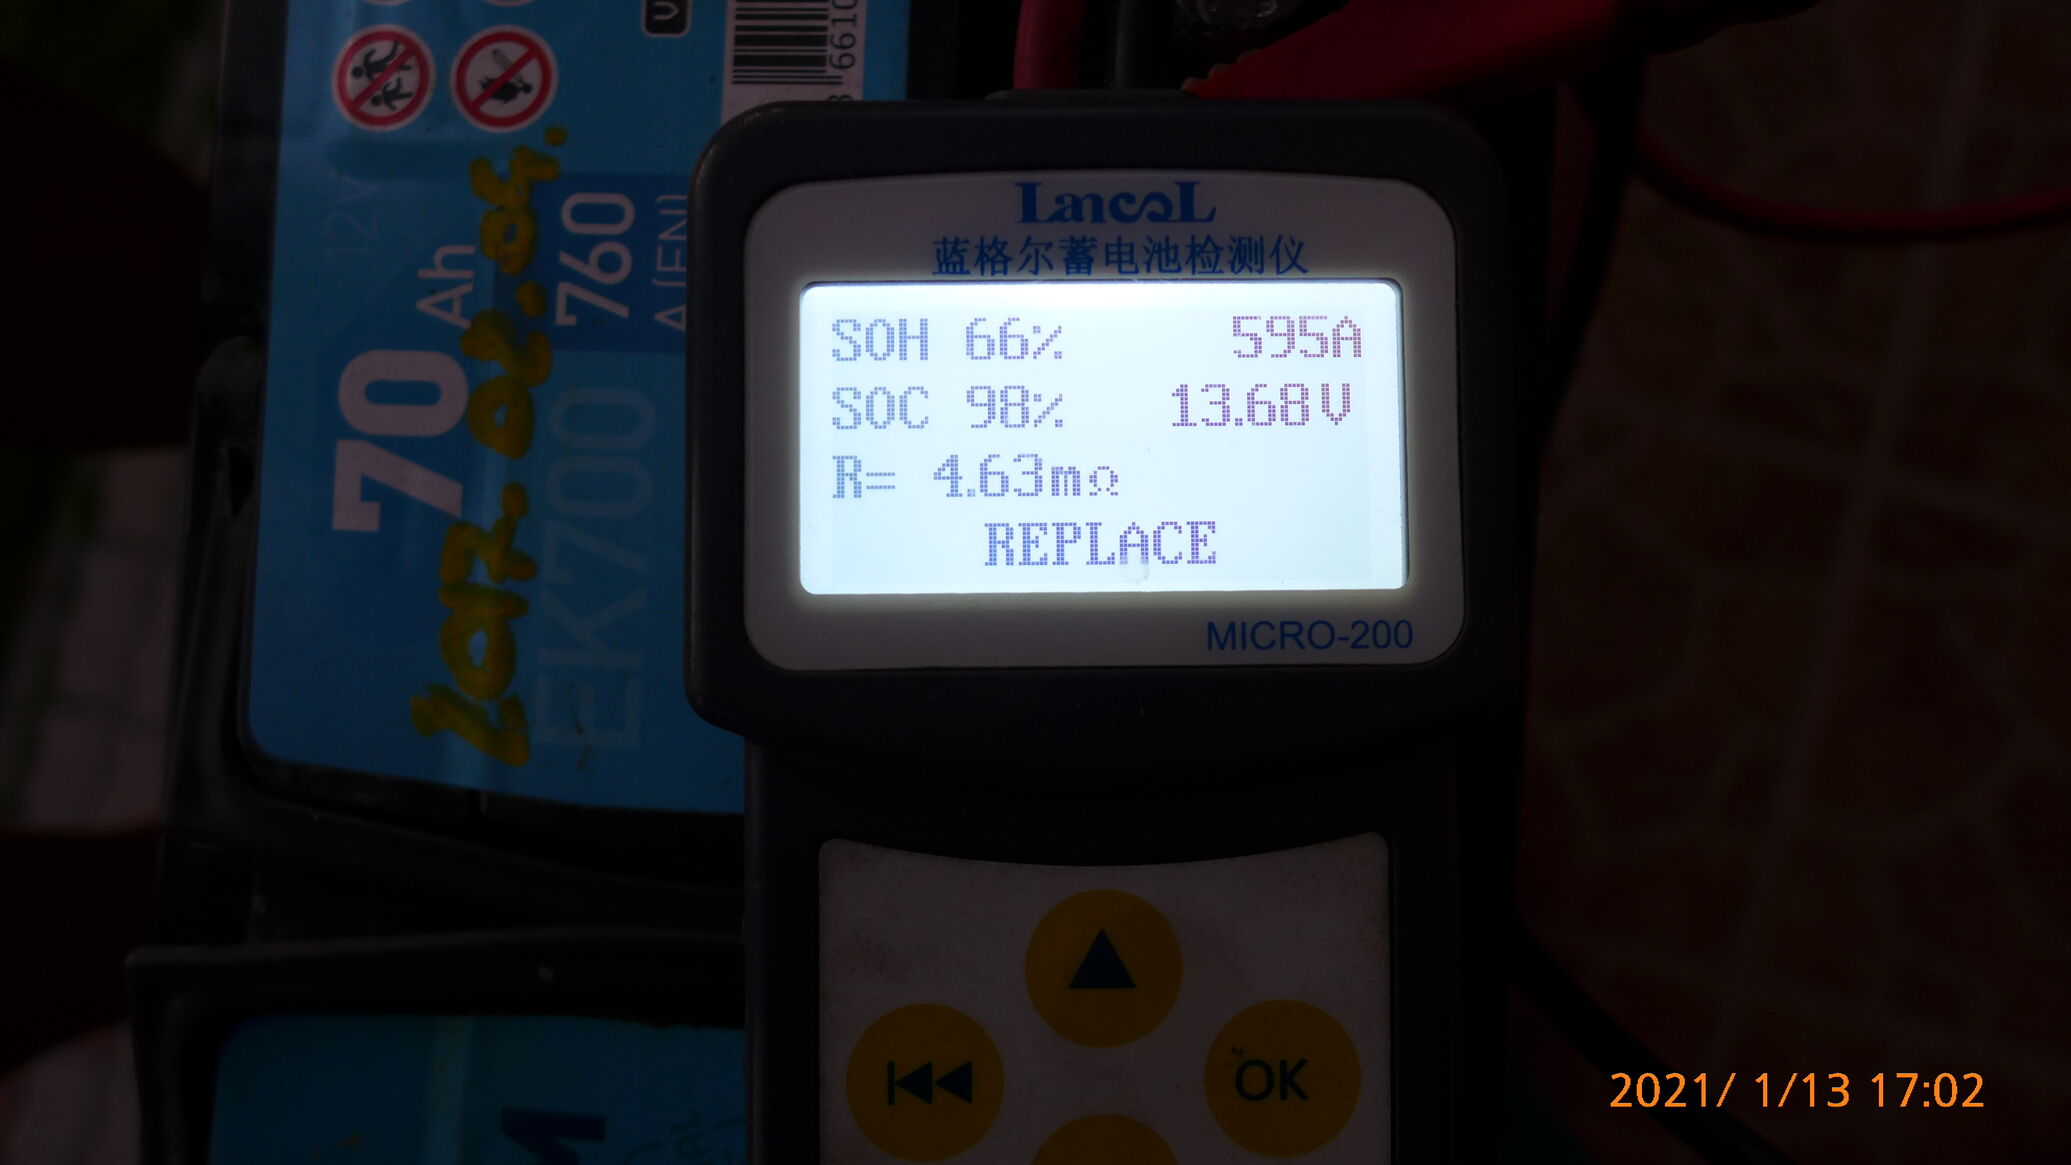 12V
70 Ah
760
A (EN)
EK700
6610
Lancol
蓝格尔蓄电池检测仪
SOH 66% 595A
SOC 98% 13.68V
R= 4.63mΩ
REPLACE
MICRO-200
OK
2021/ 1/13 17:02